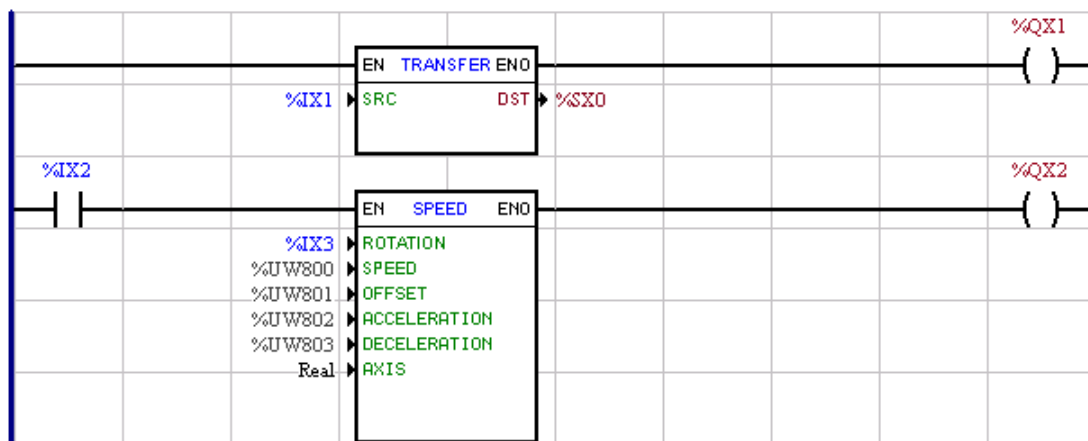 %QX1
EN TRANSFER ENO
%IX1 SRC DST %SX0
%IX2 %QX2
EN SPEED ENO
%IX3 ROTATION
%UW800 SPEED
%UW801 OFFSET
%UW802 ACCELERATION
%UW803 DECELERATION
Real AXIS